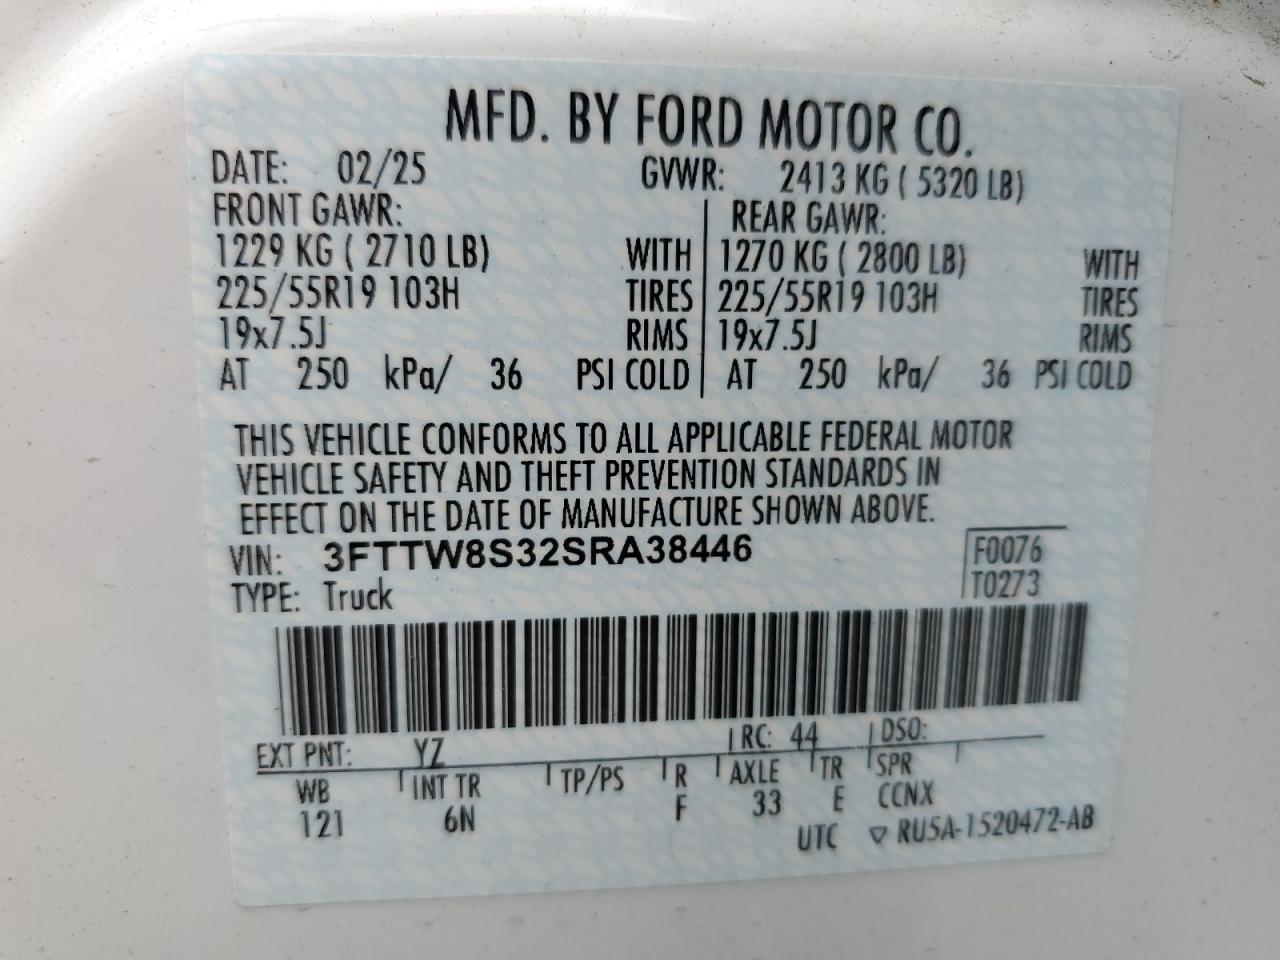 MFD. BY FORD MOTOR CO.
DATE: 02/25 GVWR: 2413 KG ( 5320 LB)
FRONT GAWR: REAR GAWR:
1229 KG ( 2710 LB) WITH 1270 KG ( 2800 LB) WITH
225/55R19 103H TIRES 225/55R19 103H TIRES
19x7.5J RIMS 19x7.5J RIMS
AT 250 kPa/ 36 PSI COLD AT 250 kPa/ 36 PSI COLD
THIS VEHICLE CONFORMS TO ALL APPLICABLE FEDERAL MOTOR
VEHICLE SAFETY AND THEFT PREVENTION STANDARDS IN
EFFECT ON THE DATE OF MANUFACTURE SHOWN ABOVE.
VIN: 3FTTW8S32SRA38446 F0076
TYPE: Truck T0273
EXT PNT: YZ RC: 44 DSO:
WB INT TR TP/PS R AXLE TR SPR
121 6N F 33 E CCNX
UTC ▽ RU5A-1520472-AB